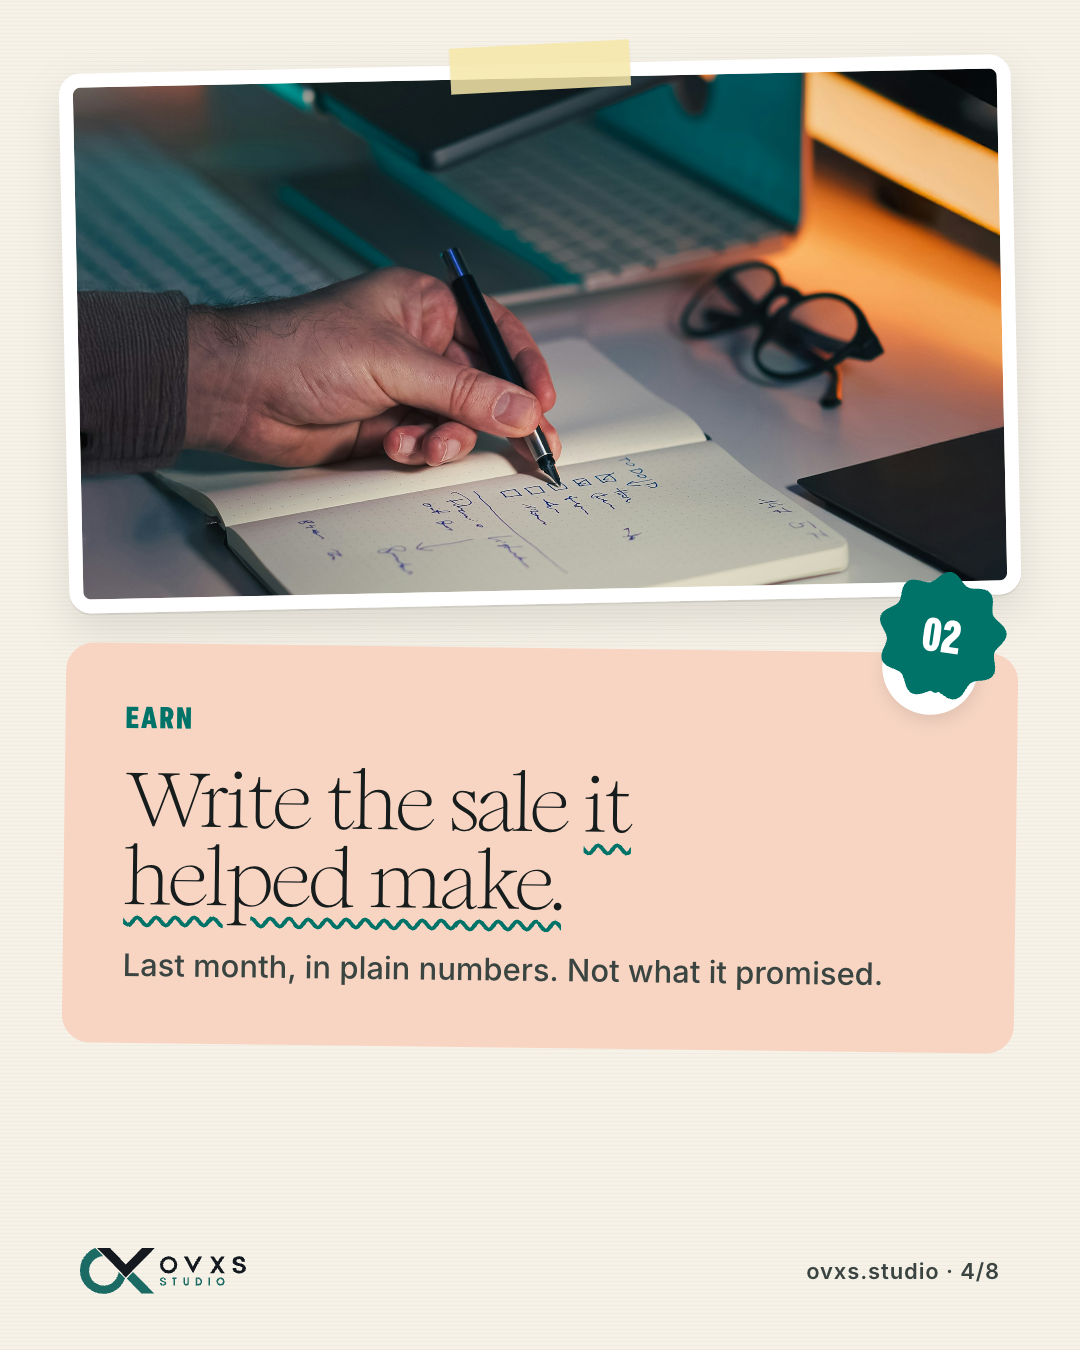 TODO
02
EARN
Write the sale it
helped make.
Last month, in plain numbers. Not what it promised.
OVXS
STUDIO
ovxs.studio · 4/8